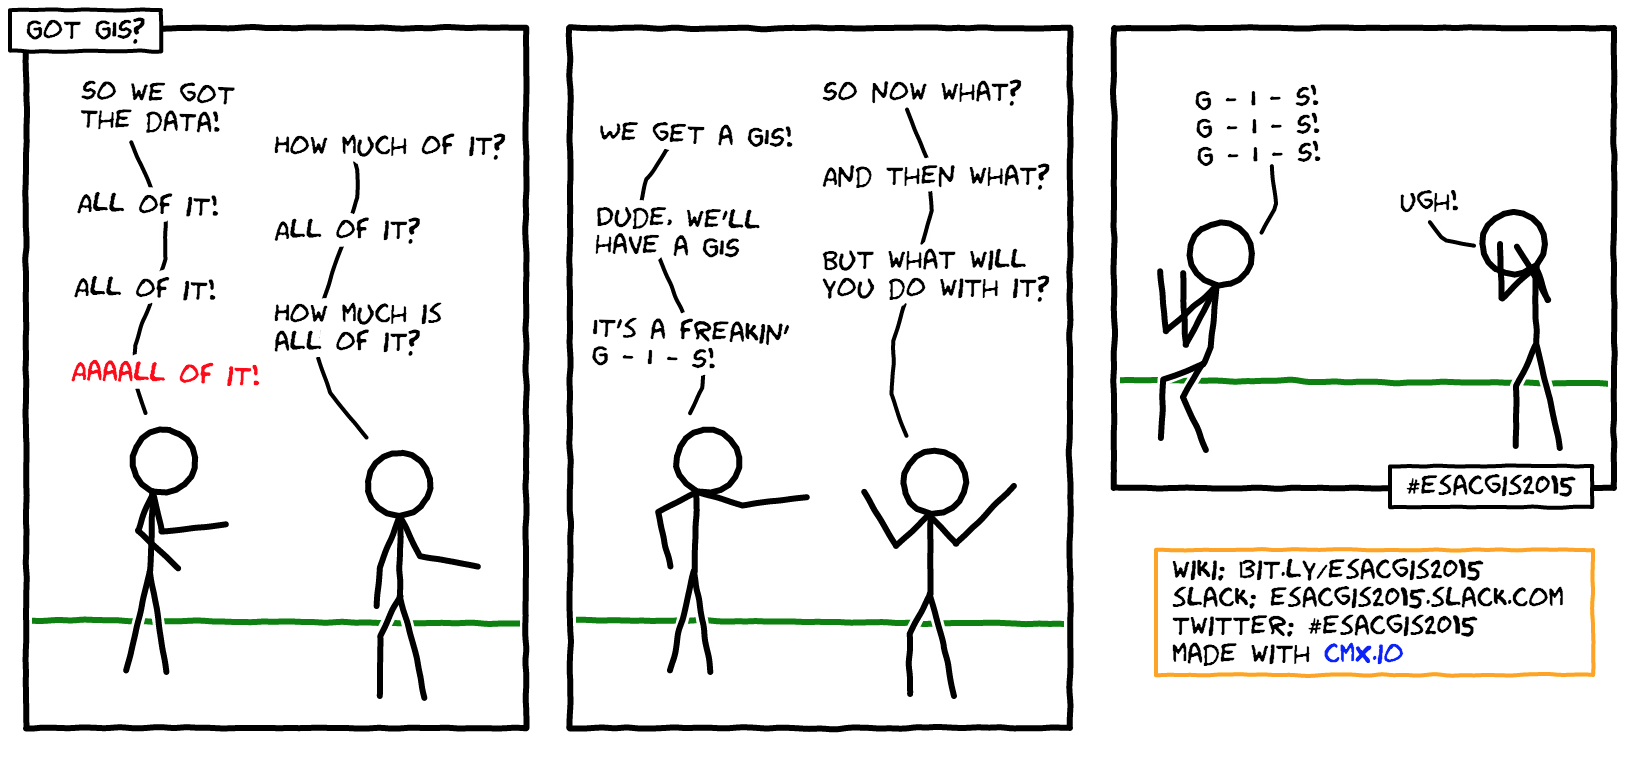 GOT GIS?
SO WE GOT
THE DATA!
HOW MUCH OF IT?
ALL OF IT!
ALL OF IT?
ALL OF IT!
HOW MUCH IS
ALL OF IT?
AAAALL OF IT!
SO NOW WHAT?
WE GET A GIS!
AND THEN WHAT?
DUDE, WE'LL
HAVE A GIS
BUT WHAT WILL
YOU DO WITH IT?
IT'S A FREAKIN'
G - I - S!
G - I - S!
G - I - S!
G - I - S!
UGH!
#ESACGIS2015
WIKI: BIT.LY/ESACGIS2015
SLACK: ESACGIS2015.SLACK.COM
TWITTER: #ESACGIS2015
MADE WITH CMX.IO